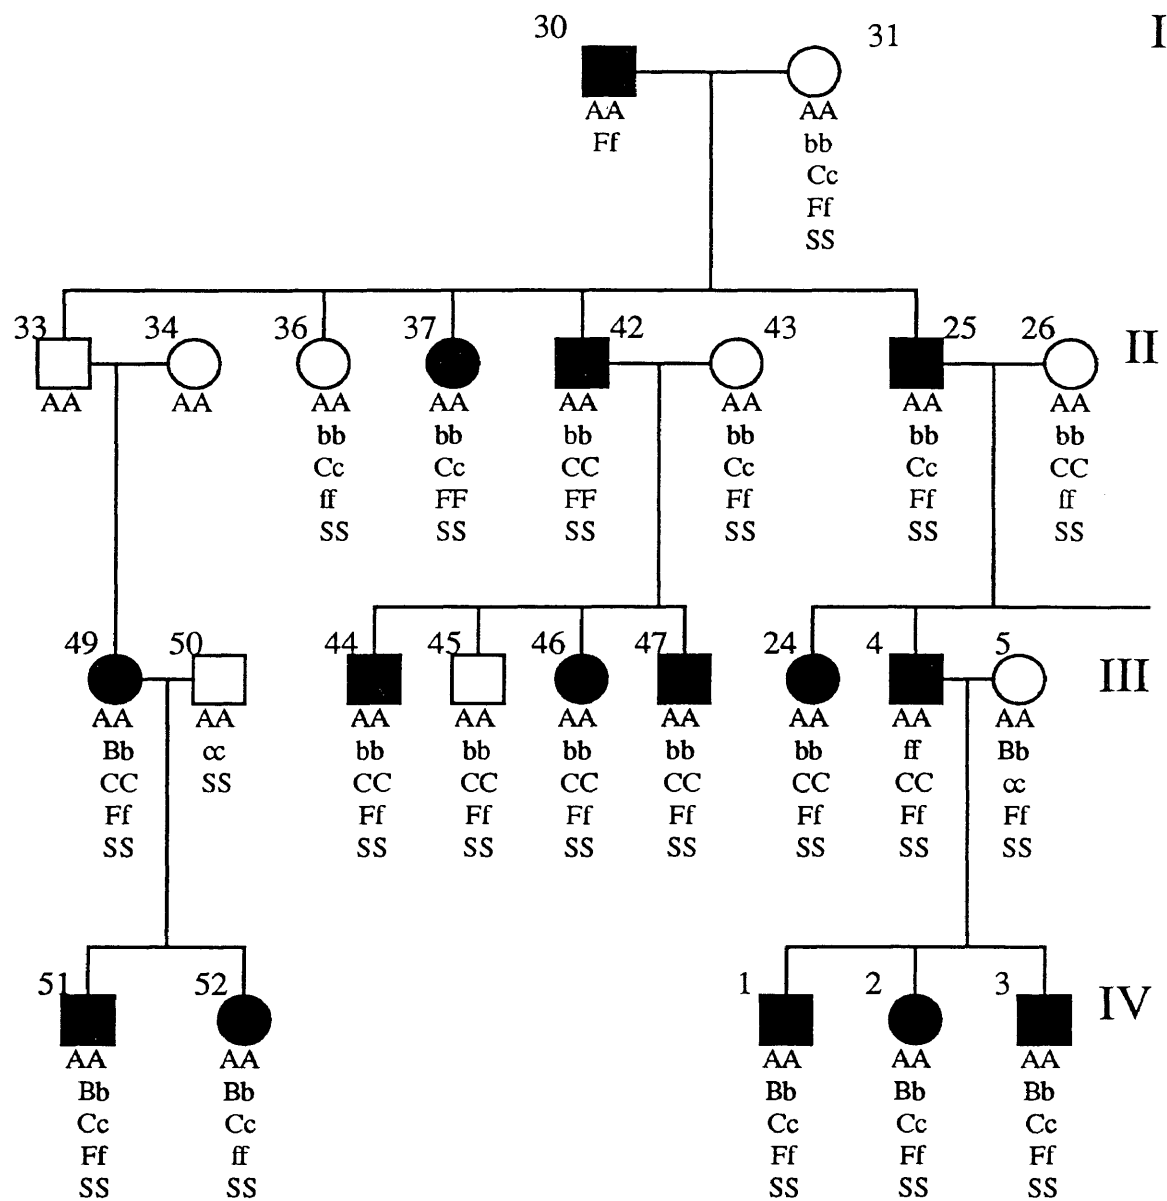 30 31 I
AA AA
Ff bb
Cc
Ff
SS
33 34 36 37 42 43 25 26 II
AA AA AA AA AA AA AA AA
bb bb bb bb bb bb
Cc Cc CC Cc Cc CC
ff FF FF Ff Ff ff
SS SS SS SS SS SS
49 50 44 45 46 47 24 4 5 III
AA AA AA AA AA AA AA AA AA
Bb cc bb bb bb bb bb ff Bb
CC SS CC CC CC CC CC CC cc
Ff Ff Ff Ff Ff Ff Ff Ff
SS SS SS SS SS SS SS SS
51 52 1 2 3 IV
AA AA AA AA AA
Bb Bb Bb Bb Bb
Cc Cc Cc Cc Cc
Ff ff Ff Ff Ff
SS SS SS SS SS